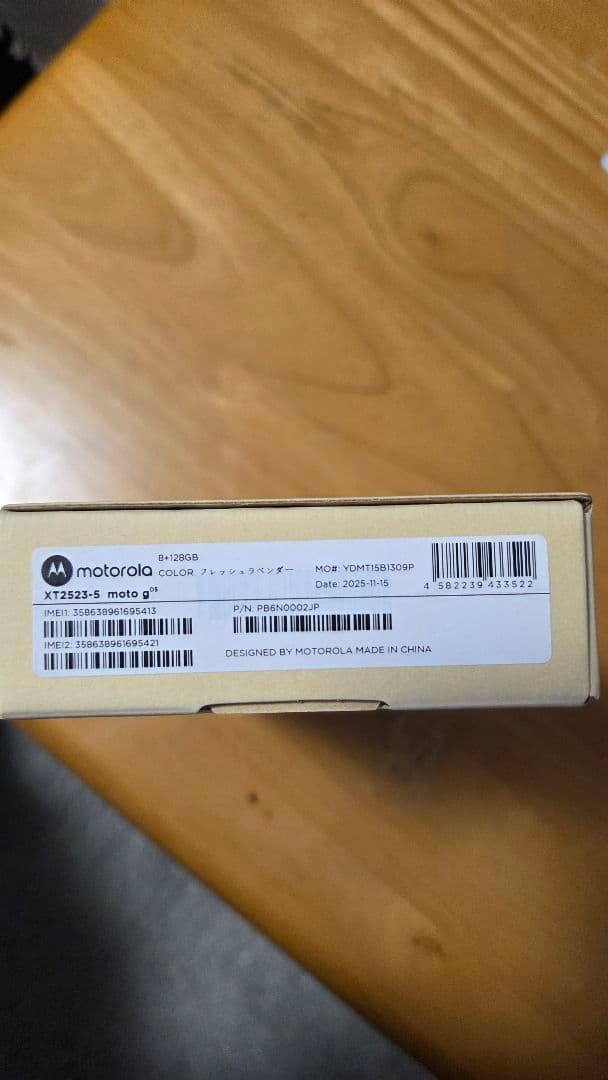 motorola
8+128GB
COLOR: フレッシュラベンダー
XT2523-5 moto g05
MO#: YDMT15B1309P
Date: 2025-11-15
4 582239 433522
IMEI1: 358638961695413
IMEI2: 358638961695421
P/N: PB6N0002JP
DESIGNED BY MOTOROLA MADE IN CHINA